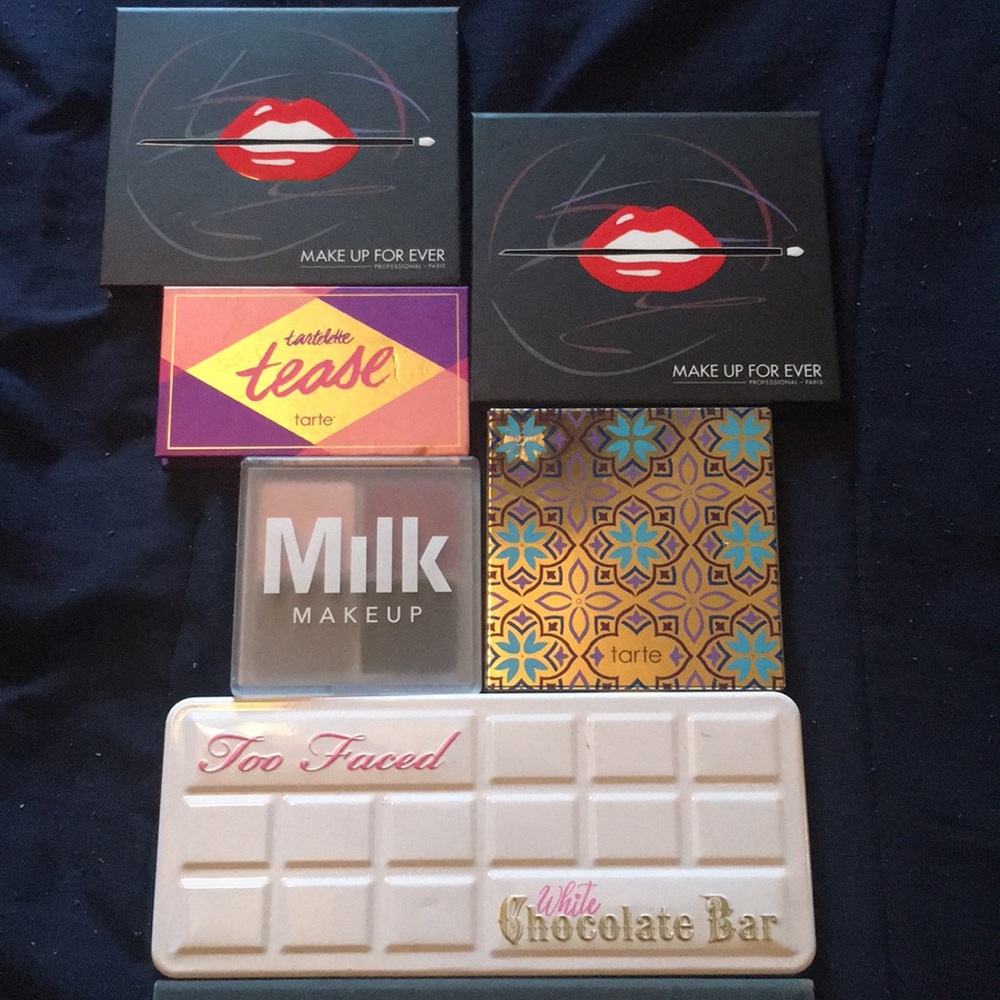 MAKE UP FOR EVER
PROFESSIONAL - PARIS
MAKE UP FOR EVER
PROFESSIONAL - PARIS
tartelette
tease
tarte
Milk
MAKEUP
tarte
Too Faced
White
Chocolate Bar